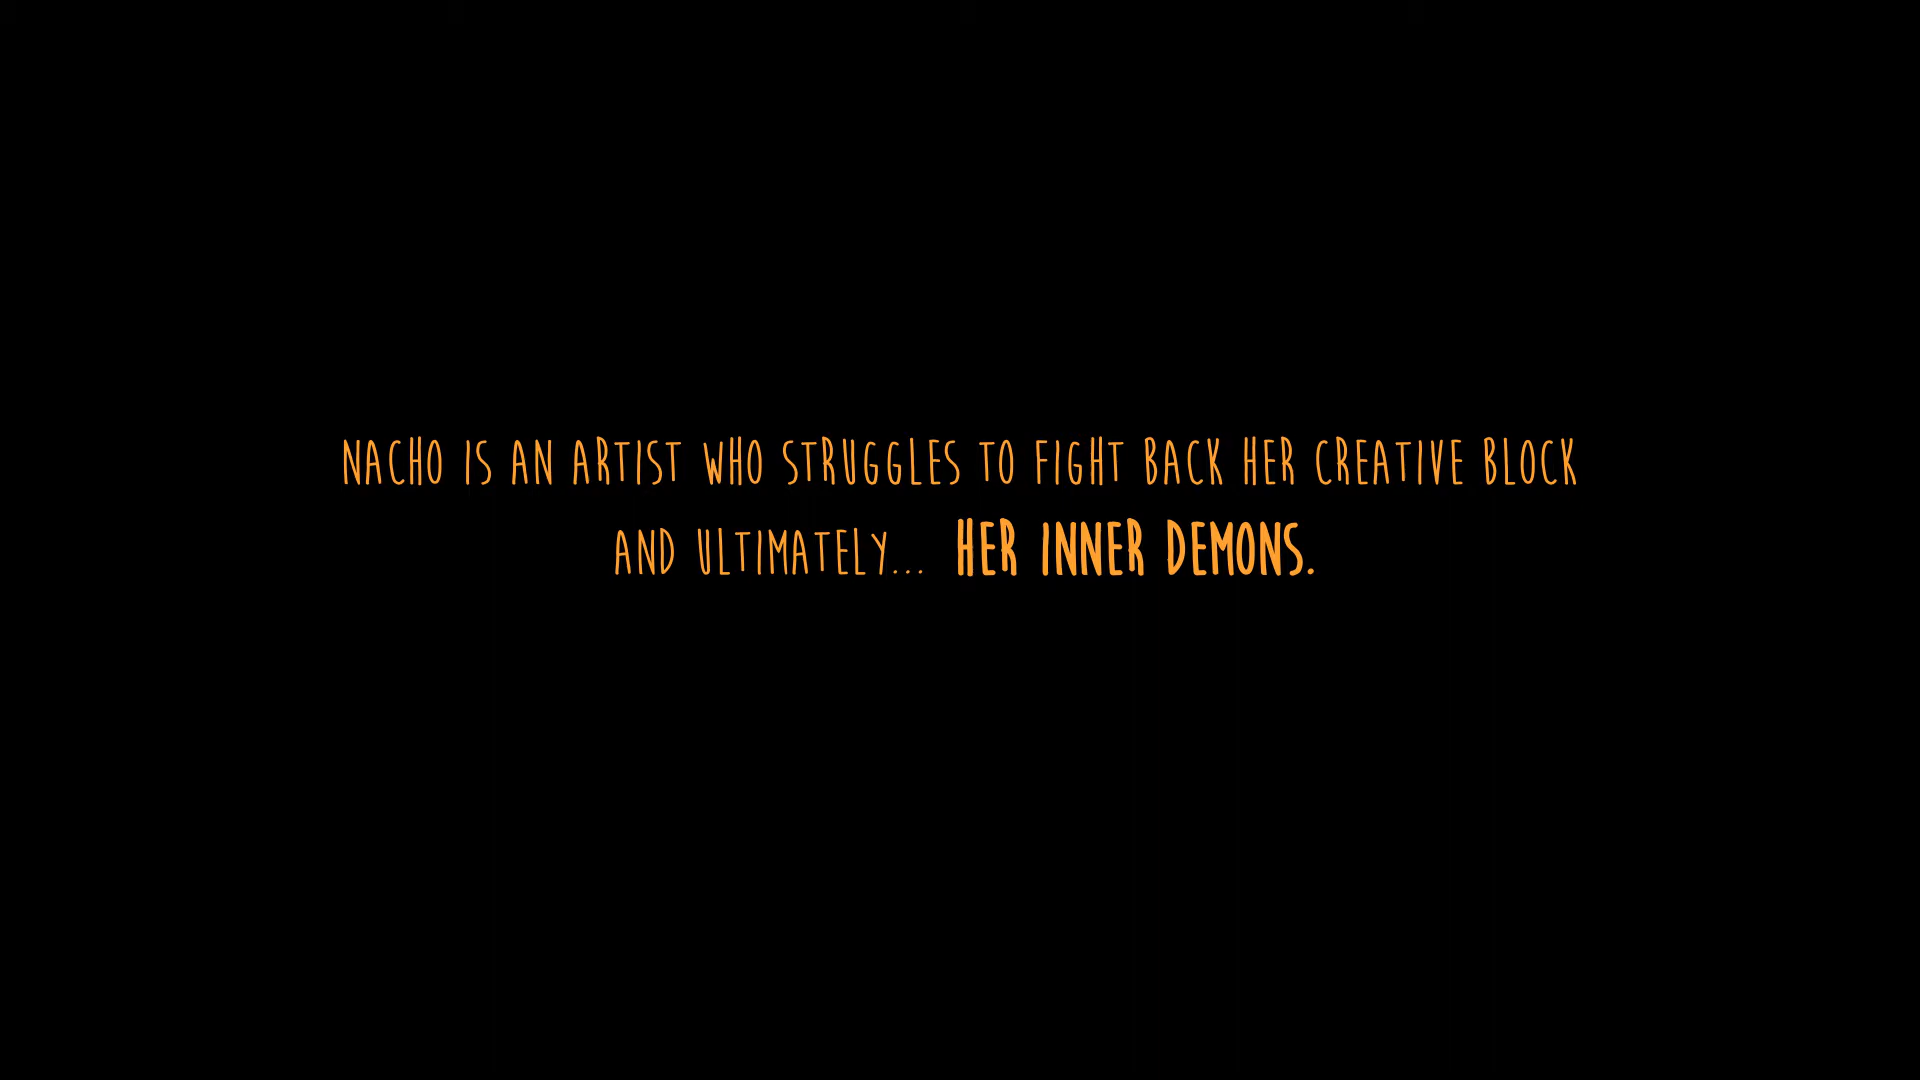 NACHO IS AN ARTIST WHO STRUGGLES TO FIGHT BACK HER CREATIVE BLOCK
AND ULTIMATELY... HER INNER DEMONS.